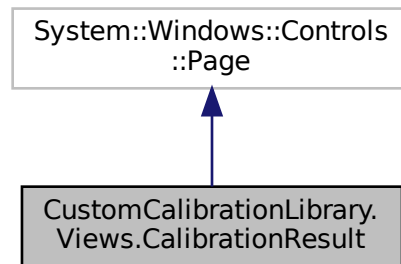 System::Windows::Controls
::Page
CustomCalibrationLibrary.
Views.CalibrationResult